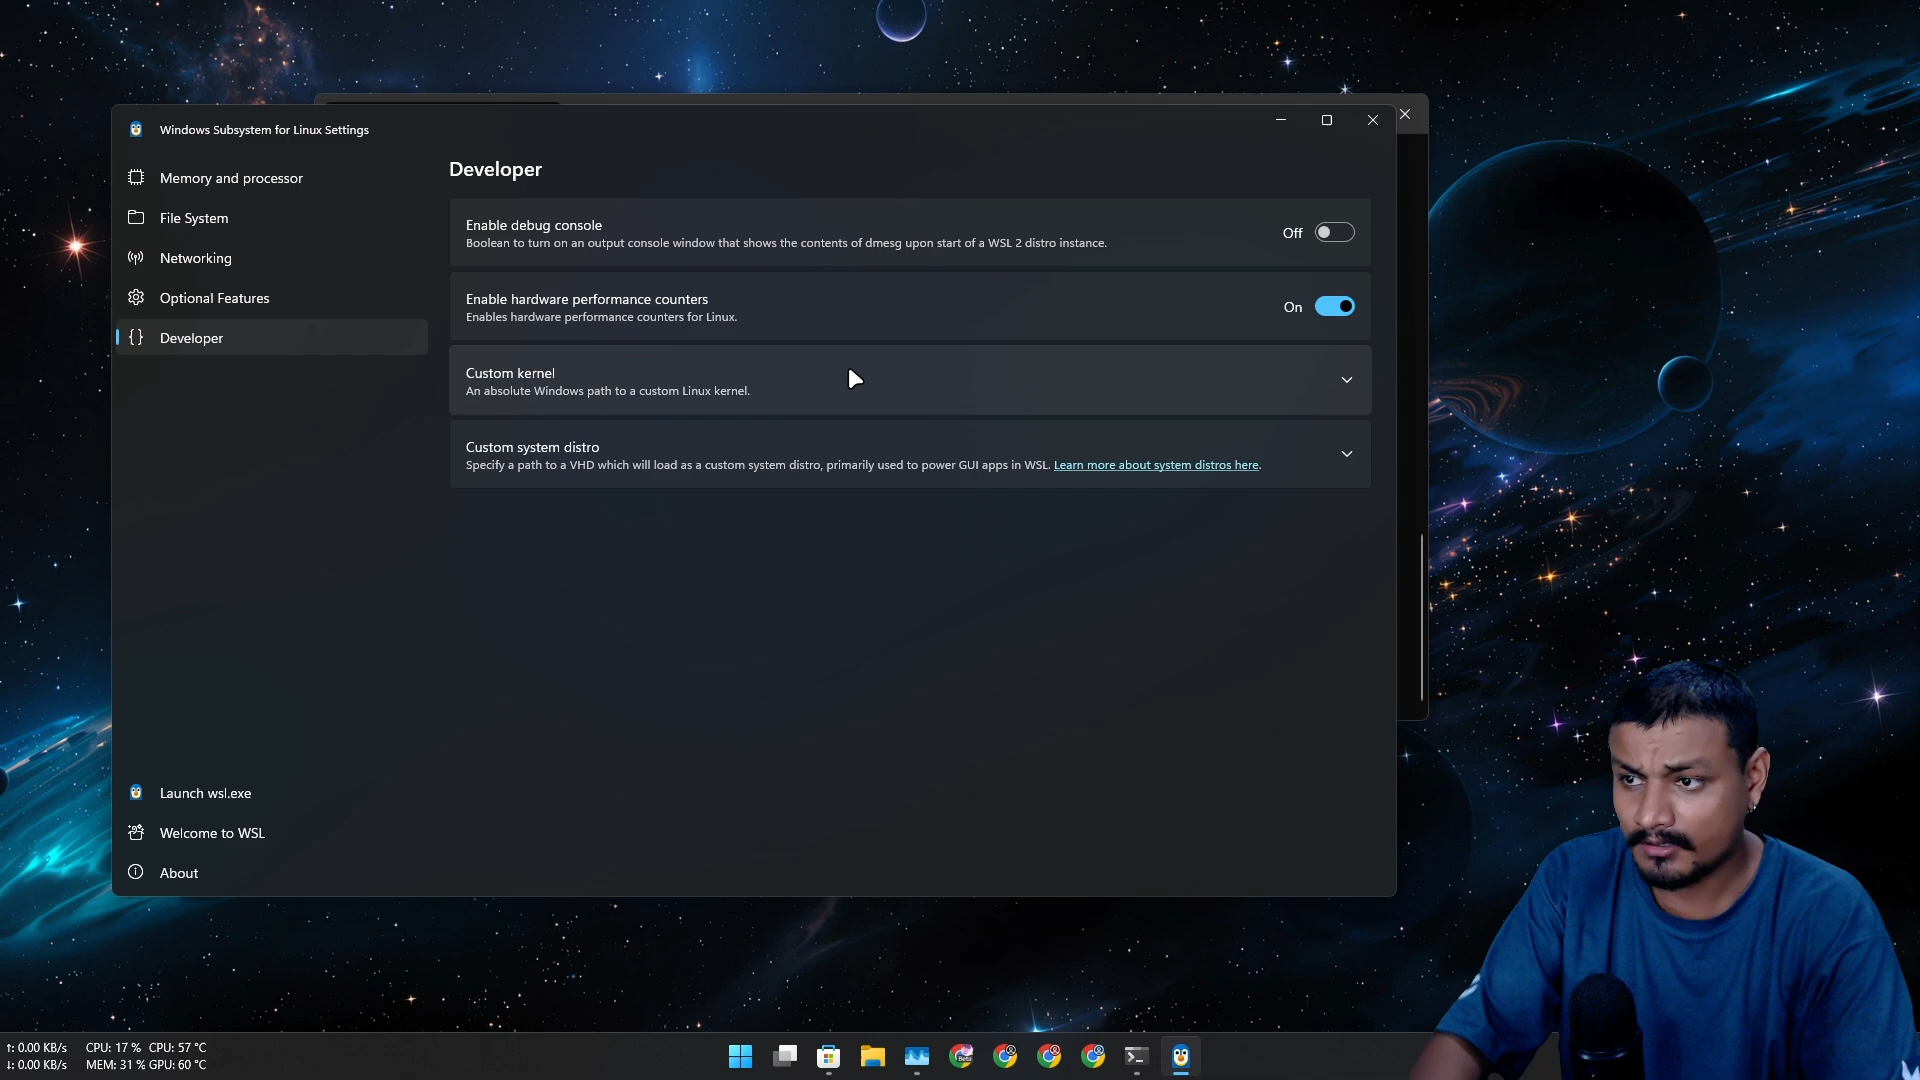 Windows Subsystem for Linux Settings
Memory and processor
File System
Networking
Optional Features
Developer
Launch wsl.exe
Welcome to WSL
About
Developer
Enable debug console
Boolean to turn on an output console window that shows the contents of dmesg upon start of a WSL 2 distro instance.
Off
Enable hardware performance counters
Enables hardware performance counters for Linux.
On
Custom kernel
An absolute Windows path to a custom Linux kernel.
Custom system distro
Specify a path to a VHD which will load as a custom system distro, primarily used to power GUI apps in WSL. Learn more about system distros here.
↑: 0.00 KB/s CPU: 17 % CPU: 57 °C
↓: 0.00 KB/s MEM: 31 % GPU: 60 °C
Beta